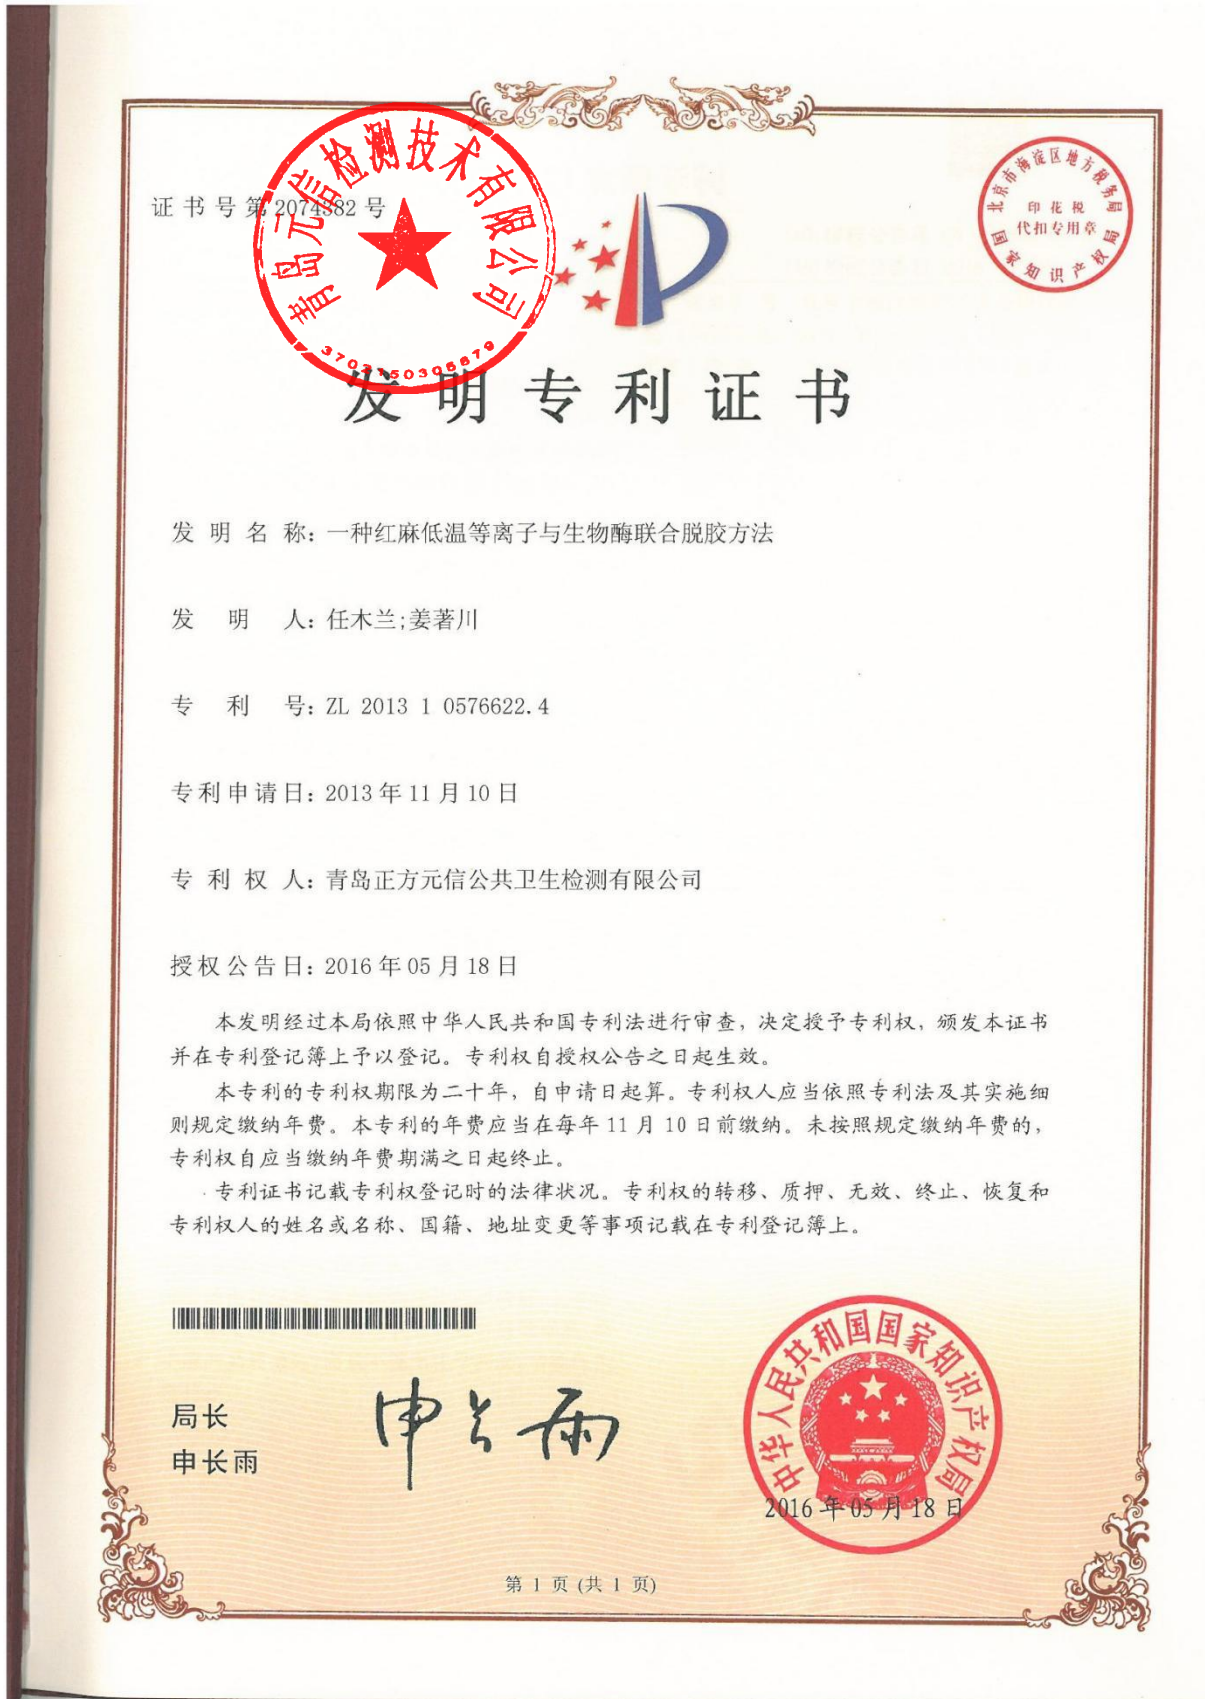 证书号第2074382号
青岛元信检测技术有限公司
3702150306879
北京市海淀区地方税务局
印花税
代扣专用章
国家知识产权局
发明专利证书
发明名称：一种红麻低温等离子与生物酶联合脱胶方法
发明人：任木兰;姜著川
专利号：ZL 2013 1 0576622.4
专利申请日：2013年11月10日
专利权人：青岛正方元信公共卫生检测有限公司
授权公告日：2016年05月18日
本发明经过本局依照中华人民共和国专利法进行审查，决定授予专利权，颁发本证书
并在专利登记簿上予以登记。专利权自授权公告之日起生效。
本专利的专利权期限为二十年，自申请日起算。专利权人应当依照专利法及其实施细
则规定缴纳年费。本专利的年费应当在每年11月10日前缴纳。未按照规定缴纳年费的，
专利权自应当缴纳年费期满之日起终止。
专利证书记载专利权登记时的法律状况。专利权的转移、质押、无效、终止、恢复和
专利权人的姓名或名称、国籍、地址变更等事项记载在专利登记簿上。
局长
申长雨
申长雨
中华人民共和国国家知识产权局
2016年05月18日
第1页(共1页)